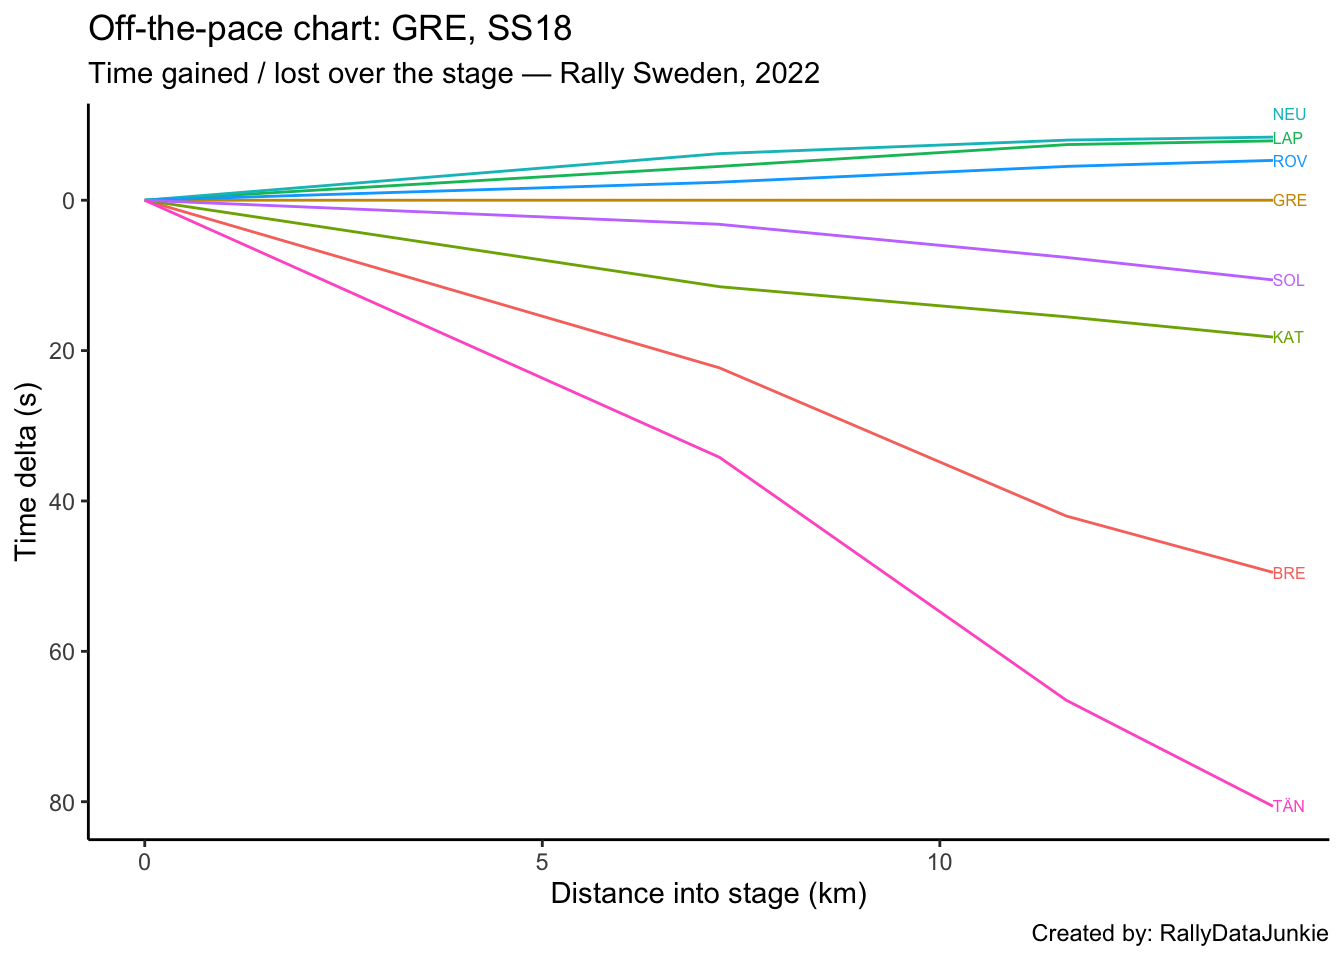 Off-the-pace chart: GRE, SS18
Time gained / lost over the stage — Rally Sweden, 2022
NEU
LAP
ROV
GRE
SOL
KAT
BRE
TÄN
0
20
40
60
80
Time delta (s)
0 5 10
Distance into stage (km)
Created by: RallyDataJunkie